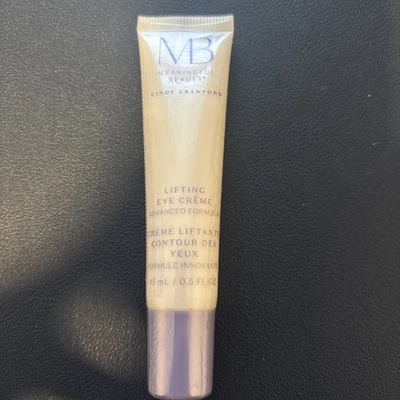 MB
MEANINGFUL
BEAUTY®
CINDY CRAWFORD
LIFTING
EYE CRÈME
ADVANCED FORMULA
CRÈME LIFTANTE
CONTOUR DES
YEUX
FORMULE INNOVANTE
15 mL / 0.5 FL OZ